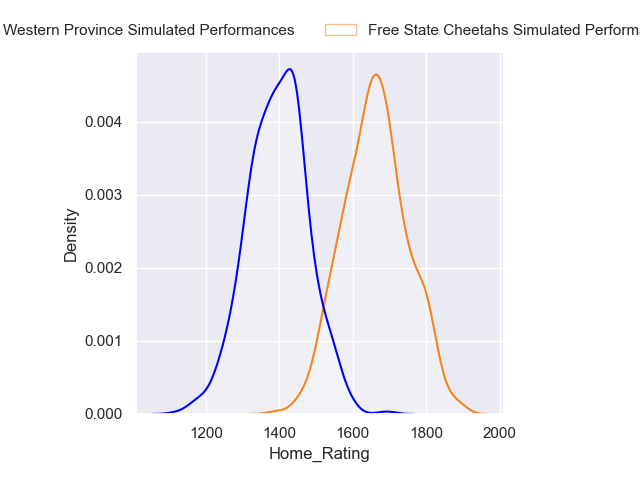 Western Province Simulated Performances Free State Cheetahs Simulated
0.004
0.003
0.002
0.001
0.000
Density
1200 1400 1600 1800 2000
Home_Rating